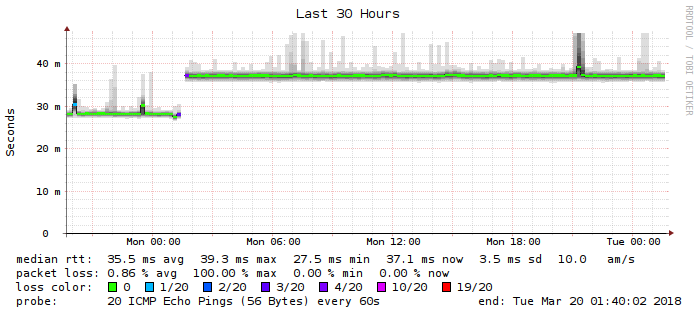 Last 30 Hours
RRDTOOL / TOBI OETIKER
Seconds
40 m
30 m
20 m
10 m
0
Mon 00:00 Mon 06:00 Mon 12:00 Mon 18:00 Tue 00:00
median rtt: 35.5 ms avg 39.3 ms max 27.5 ms min 37.1 ms now 3.5 ms sd 10.0 am/s
packet loss: 0.86 % avg 100.00 % max 0.00 % min 0.00 % now
loss color: 0 1/20 2/20 3/20 4/20 10/20 19/20
probe: 20 ICMP Echo Pings (56 Bytes) every 60s end: Tue Mar 20 01:40:02 2018